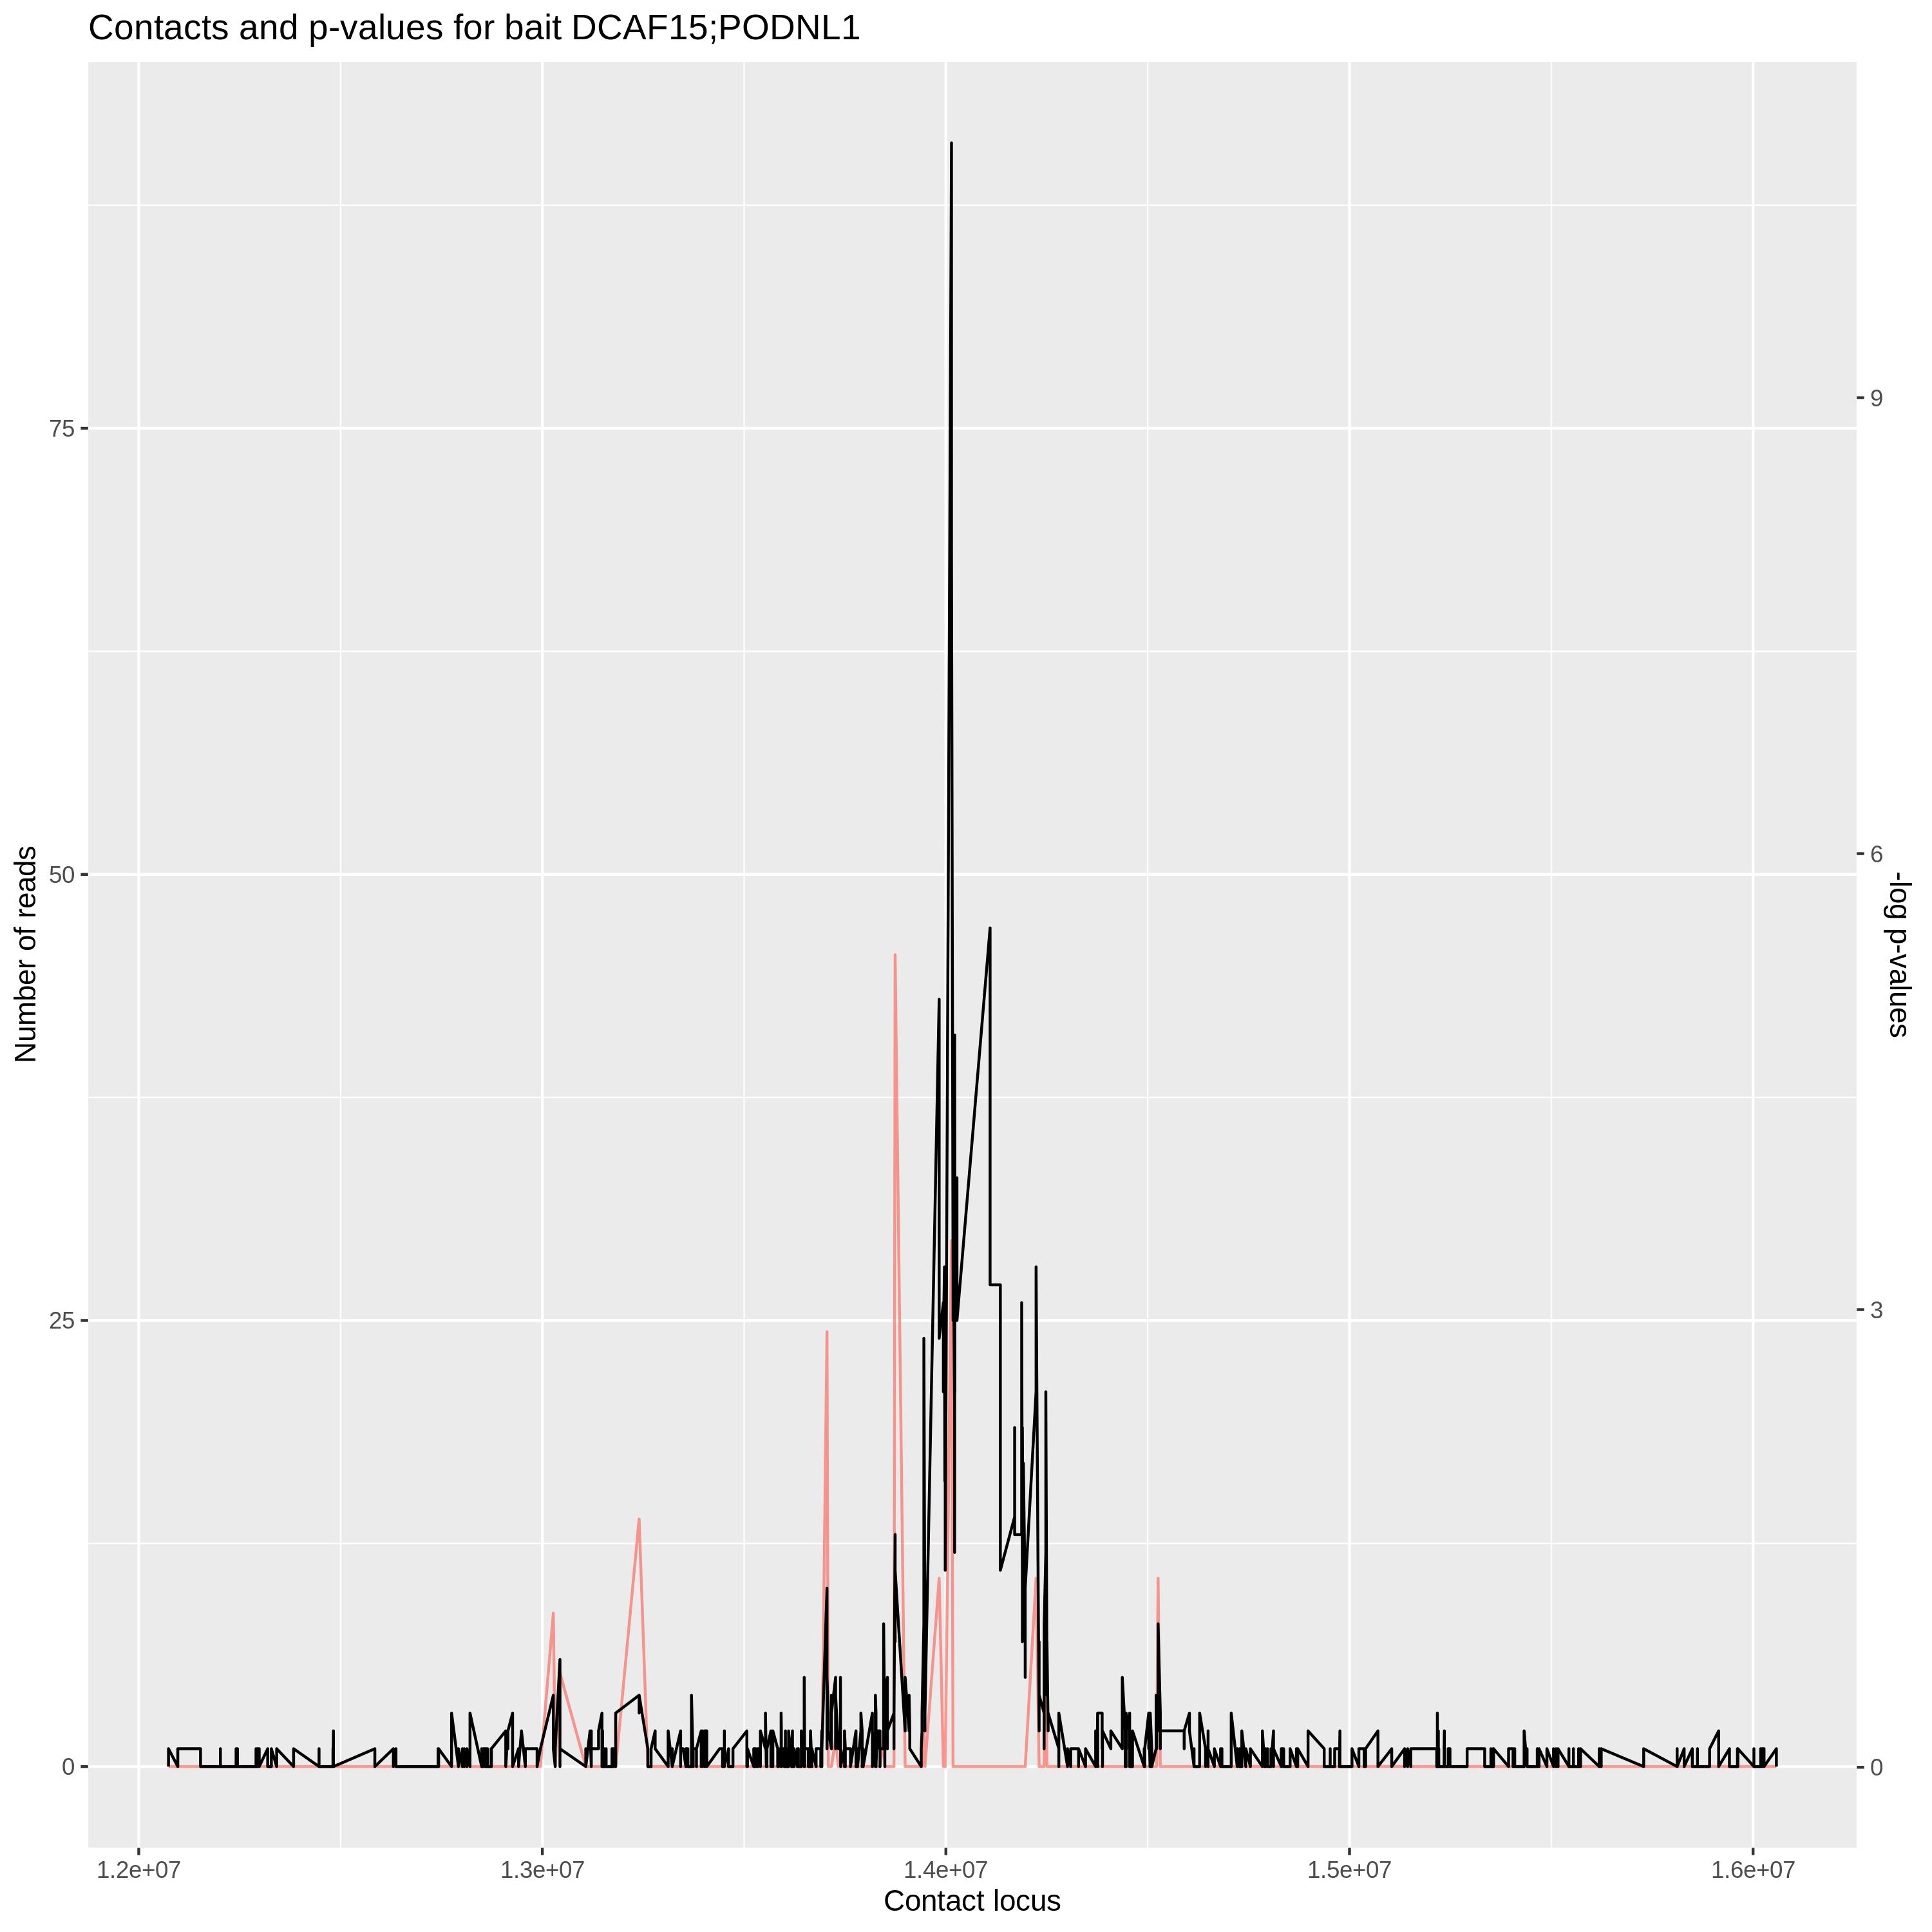 Contacts and p-values for bait DCAF15;PODNL1
75
50
25
0
9
6
3
0
Number of reads
-log p-values
1.2e+07 1.3e+07 1.4e+07 1.5e+07 1.6e+07
Contact locus